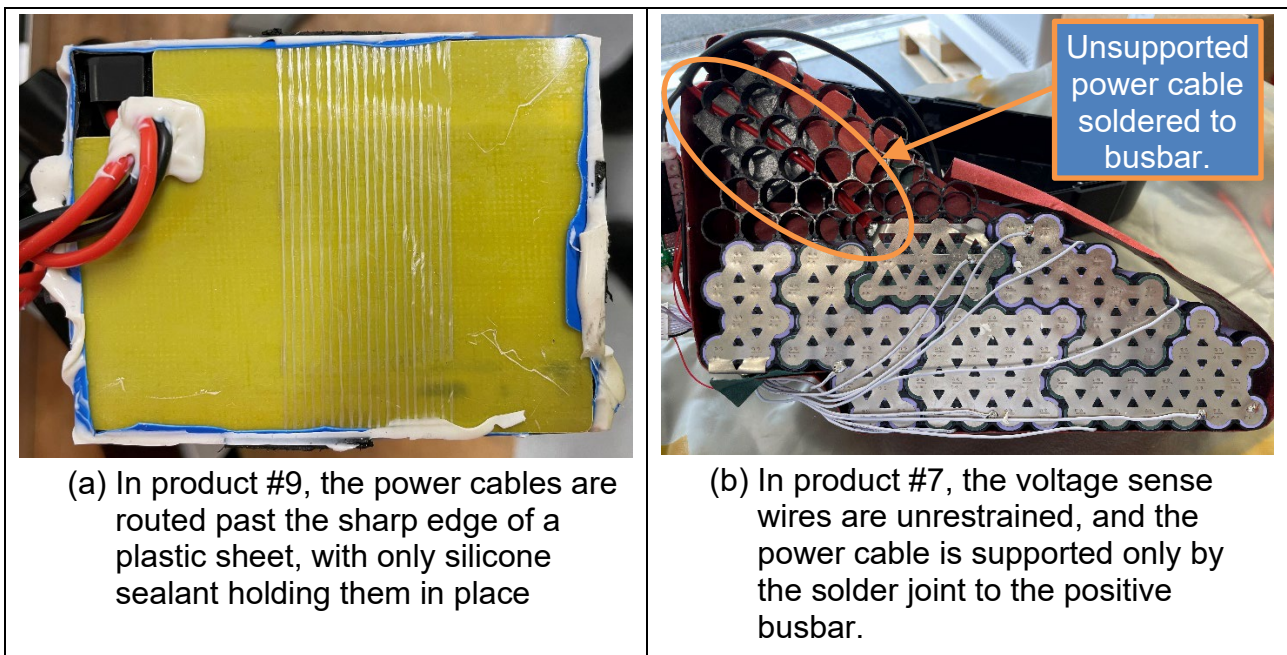 Unsupported
power cable
soldered to
busbar.
(a) In product #9, the power cables are
routed past the sharp edge of a
plastic sheet, with only silicone
sealant holding them in place
(b) In product #7, the voltage sense
wires are unrestrained, and the
power cable is supported only by
the solder joint to the positive
busbar.